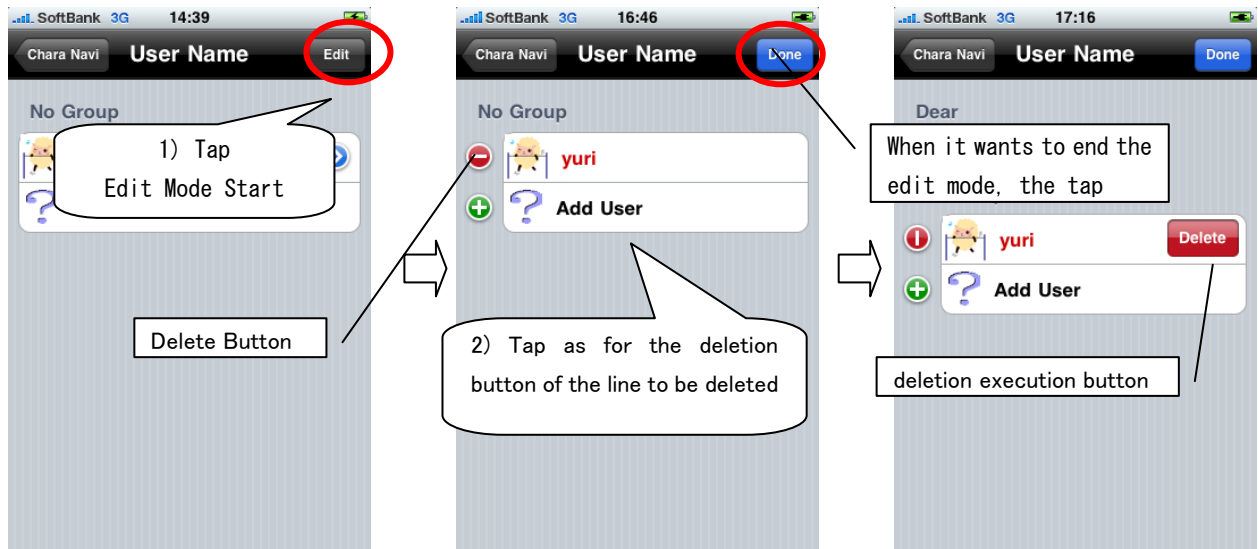 SoftBank 3G 14:39
Chara Navi User Name Edit
No Group
1) Tap
Edit Mode Start
Delete Button
SoftBank 3G 16:46
Chara Navi User Name Done
No Group
yuri
Add User
2) Tap as for the deletion
button of the line to be deleted
SoftBank 3G 17:16
Chara Navi User Name Done
Dear
When it wants to end the
edit mode, the tap
yuri Delete
Add User
deletion execution button